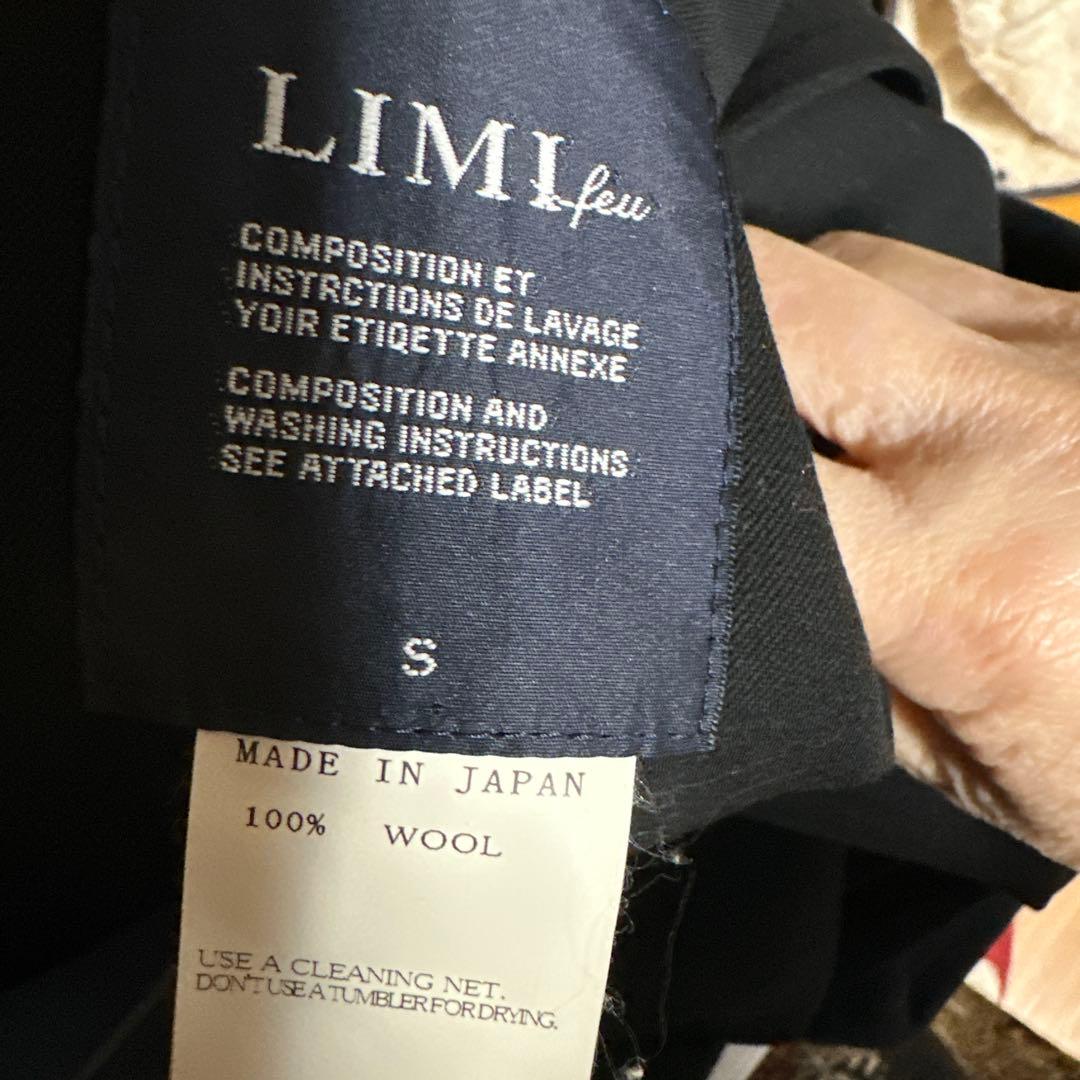 LIMI feu
COMPOSITION ET
INSTRCTIONS DE LAVAGE
YOIR ETIQETTE ANNEXE
COMPOSITION AND
WASHING INSTRUCTIONS
SEE ATTACHED LABEL
S
MADE IN JAPAN
100% WOOL
USE A CLEANING NET.
DON'T USE A TUMBLER FOR DRYING.